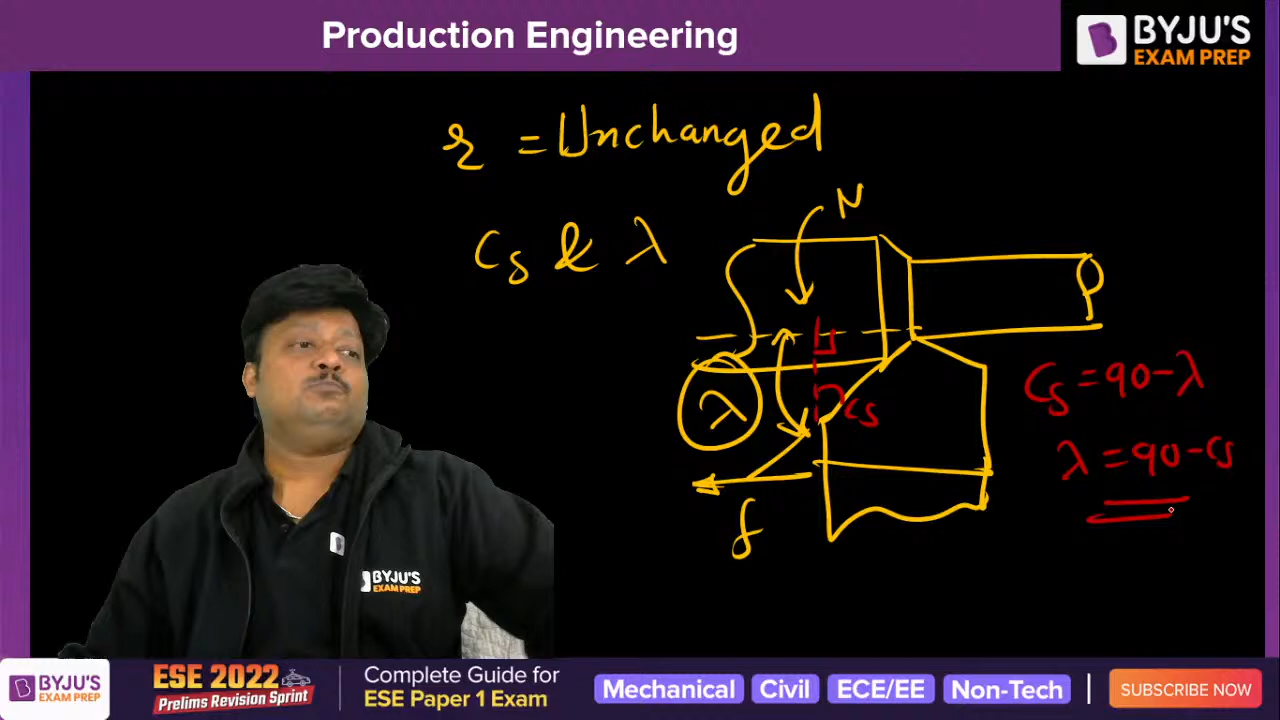 Production Engineering
BYJU'S
EXAM PREP
r = Unchanged
Cs & λ
N
λ
Cs
f
Cs = 90 - λ
λ = 90 - Cs
BYJU'S
EXAM PREP
BYJU'S
EXAM PREP
ESE 2022
Prelims Revision Sprint
Complete Guide for
ESE Paper 1 Exam
Mechanical
Civil
ECE/EE
Non-Tech
SUBSCRIBE NOW